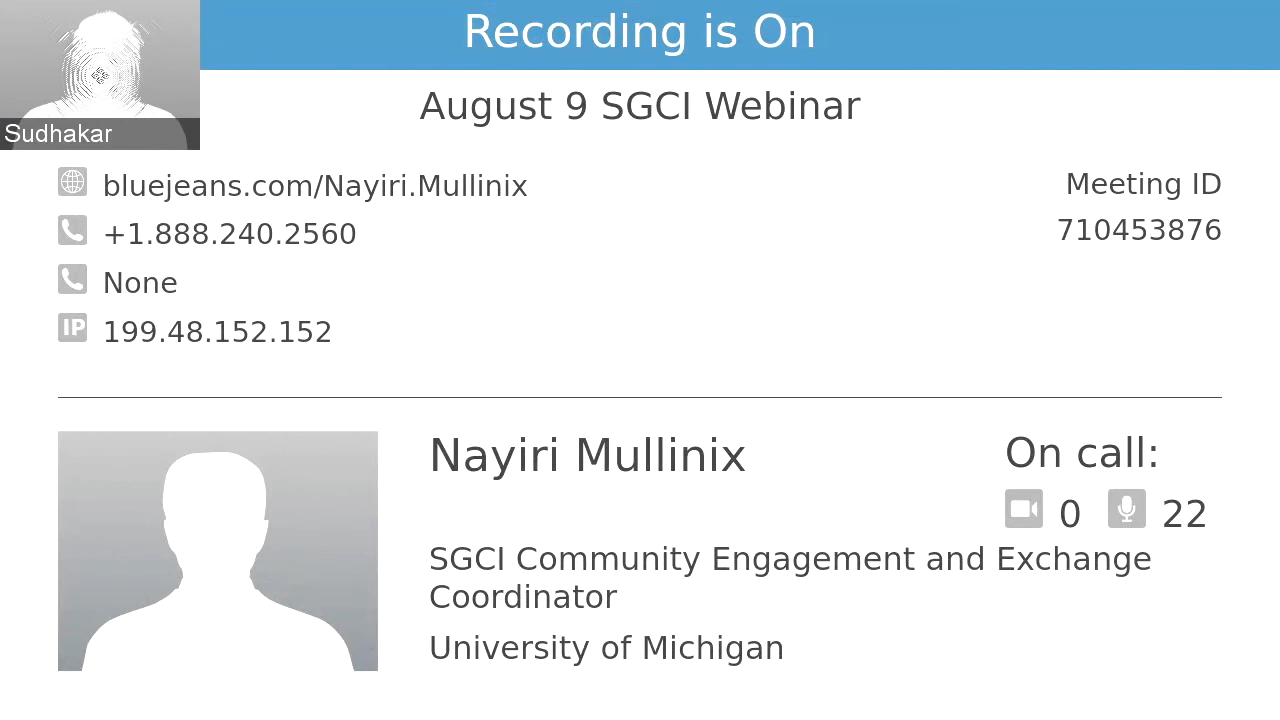 Recording is On
Sudhakar
August 9 SGCI Webinar
bluejeans.com/Nayiri.Mullinix
+1.888.240.2560
None
IP 199.48.152.152
Meeting ID
710453876
Nayiri Mullinix
SGCI Community Engagement and Exchange
Coordinator
University of Michigan
On call:
0 22